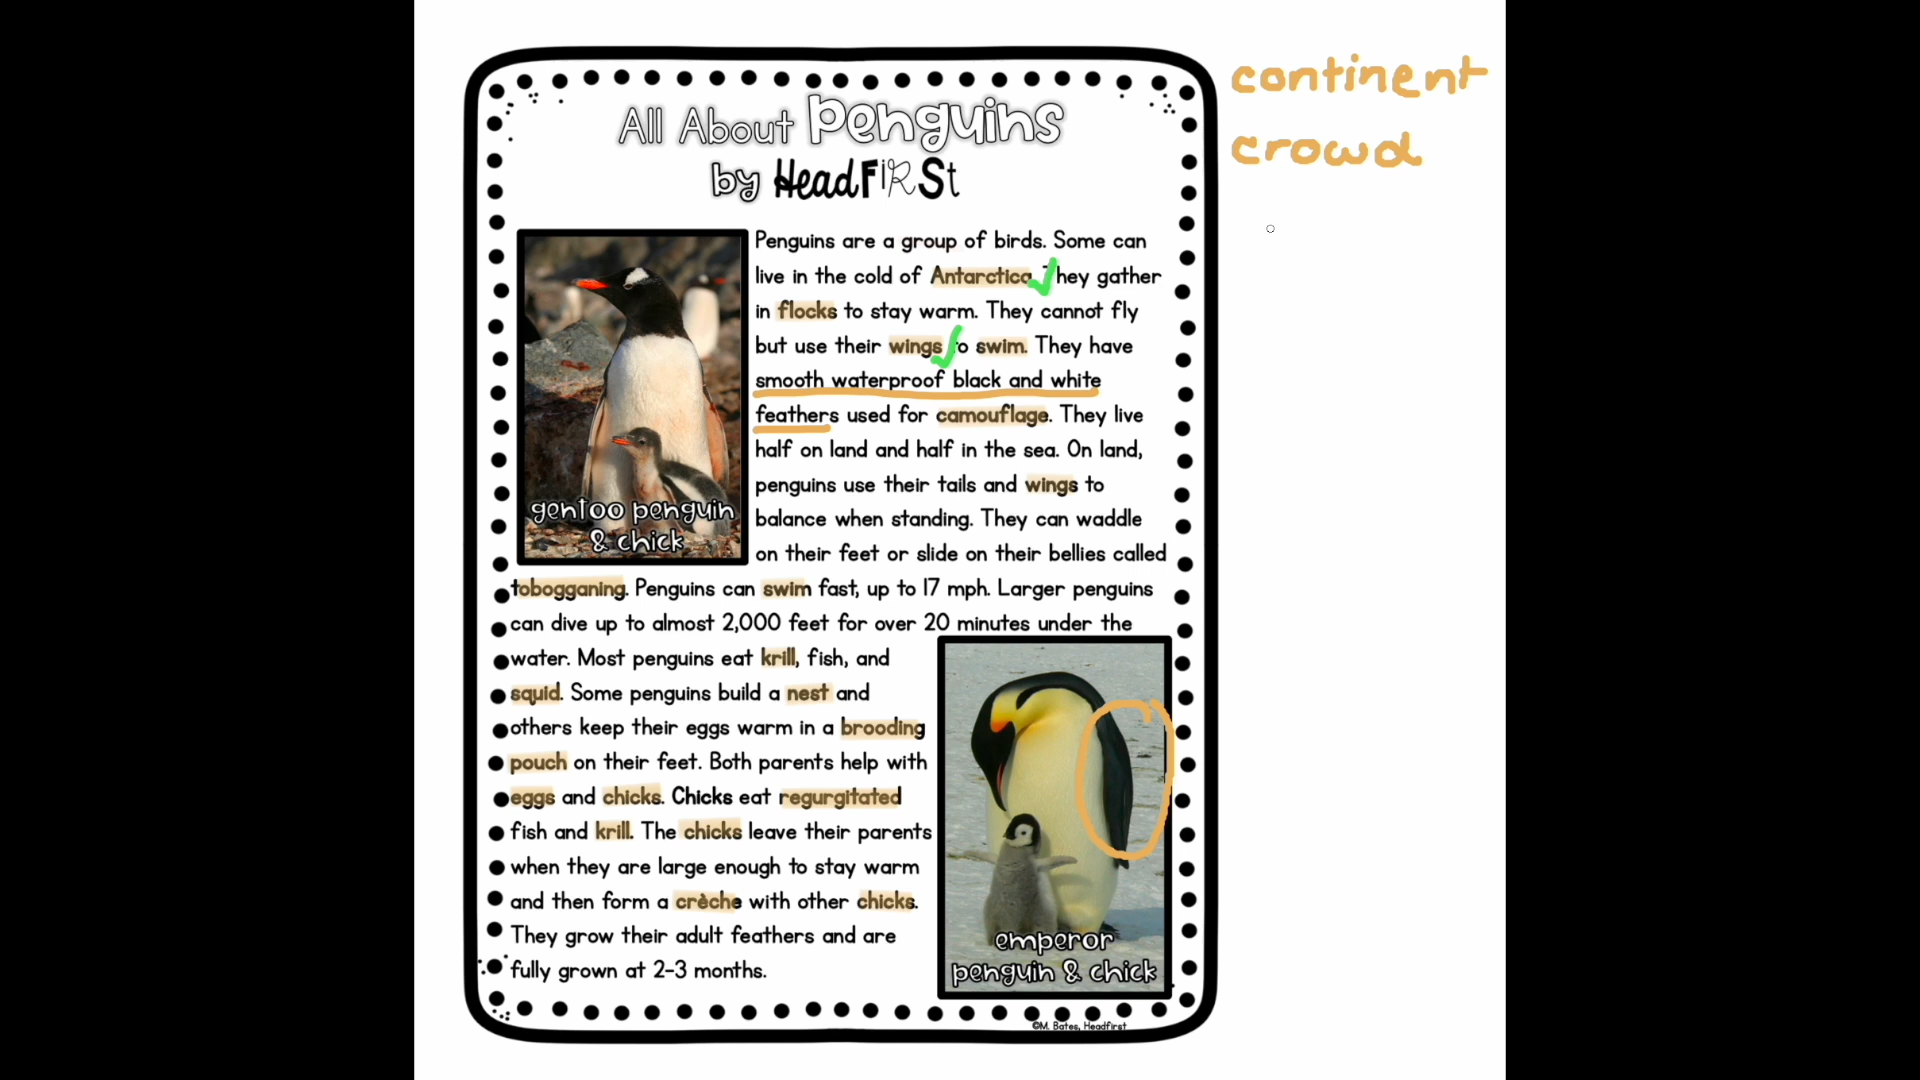 All About Penguins
by HeadFIRSt
continent
crowd
Penguins are a group of birds. Some can
live in the cold of Antarctica. They gather
in flocks to stay warm. They cannot fly
but use their wings to swim. They have
smooth waterproof black and white
feathers used for camouflage. They live
half on land and half in the sea. On land,
penguins use their tails and wings to
balance when standing. They can waddle
on their feet or slide on their bellies called
tobogganing. Penguins can swim fast, up to 17 mph. Larger penguins
can dive up to almost 2,000 feet for over 20 minutes under the
water. Most penguins eat krill, fish, and
squid. Some penguins build a nest and
others keep their eggs warm in a brooding
pouch on their feet. Both parents help with
eggs and chicks. Chicks eat regurgitated
fish and krill. The chicks leave their parents
when they are large enough to stay warm
and then form a crèche with other chicks.
They grow their adult feathers and are
fully grown at 2-3 months.
gentoo penguin
& chick
emperor
penguin & chick
©M. Bates, Headfirst